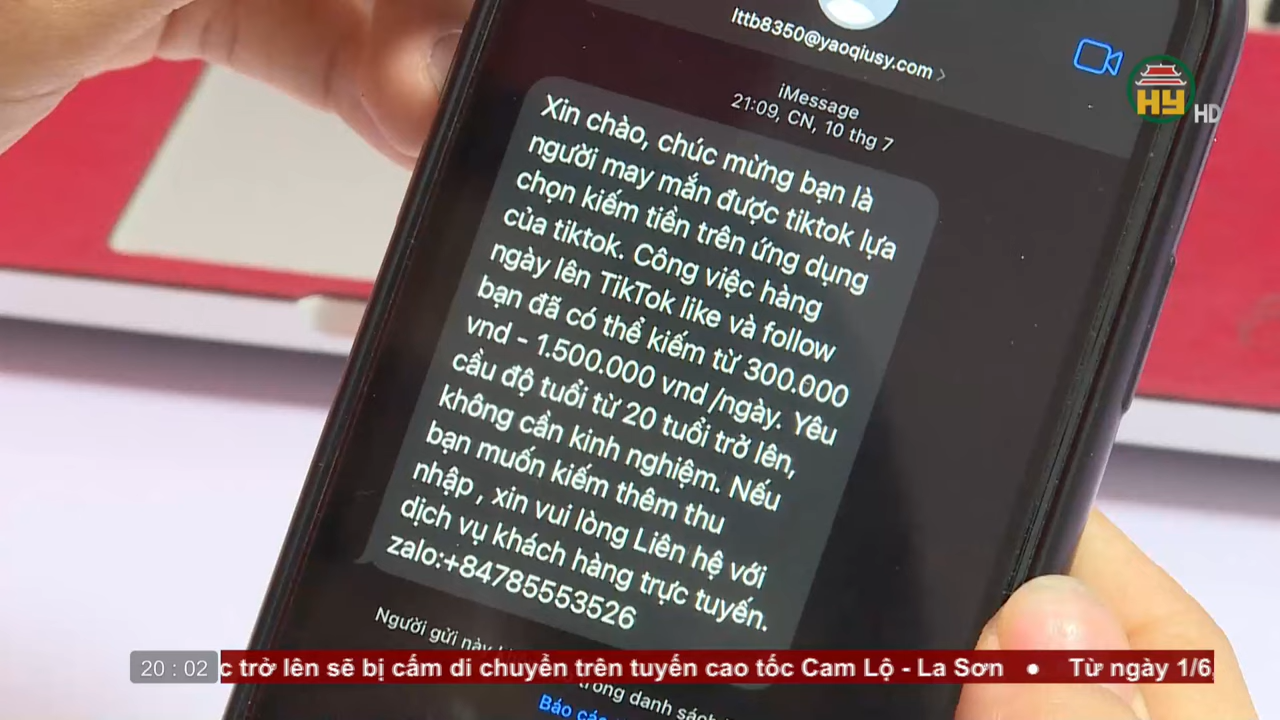 lttb8350@yaoqiusy.com
iMessage
21:09, CN, 10 thg 7
HY HD
Xin chào, chúc mừng bạn là
người may mắn được tiktok lựa
chọn kiếm tiền trên ứng dụng
của tiktok. Công việc hàng
ngày lên TikTok like và follow
bạn đã có thể kiếm từ 300.000
vnd - 1.500.000 vnd /ngày. Yêu
cầu độ tuổi từ 20 tuổi trở lên,
không cần kinh nghiệm. Nếu
bạn muốn kiếm thêm thu
nhập , xin vui lòng Liên hệ với
dịch vụ khách hàng trực tuyến.
zalo:+84785553526
Người gửi này
trong danh sách
Báo cáo
20 : 02 c trở lên sẽ bị cấm di chuyển trên tuyến cao tốc Cam Lộ - La Sơn ● Từ ngày 1/6,